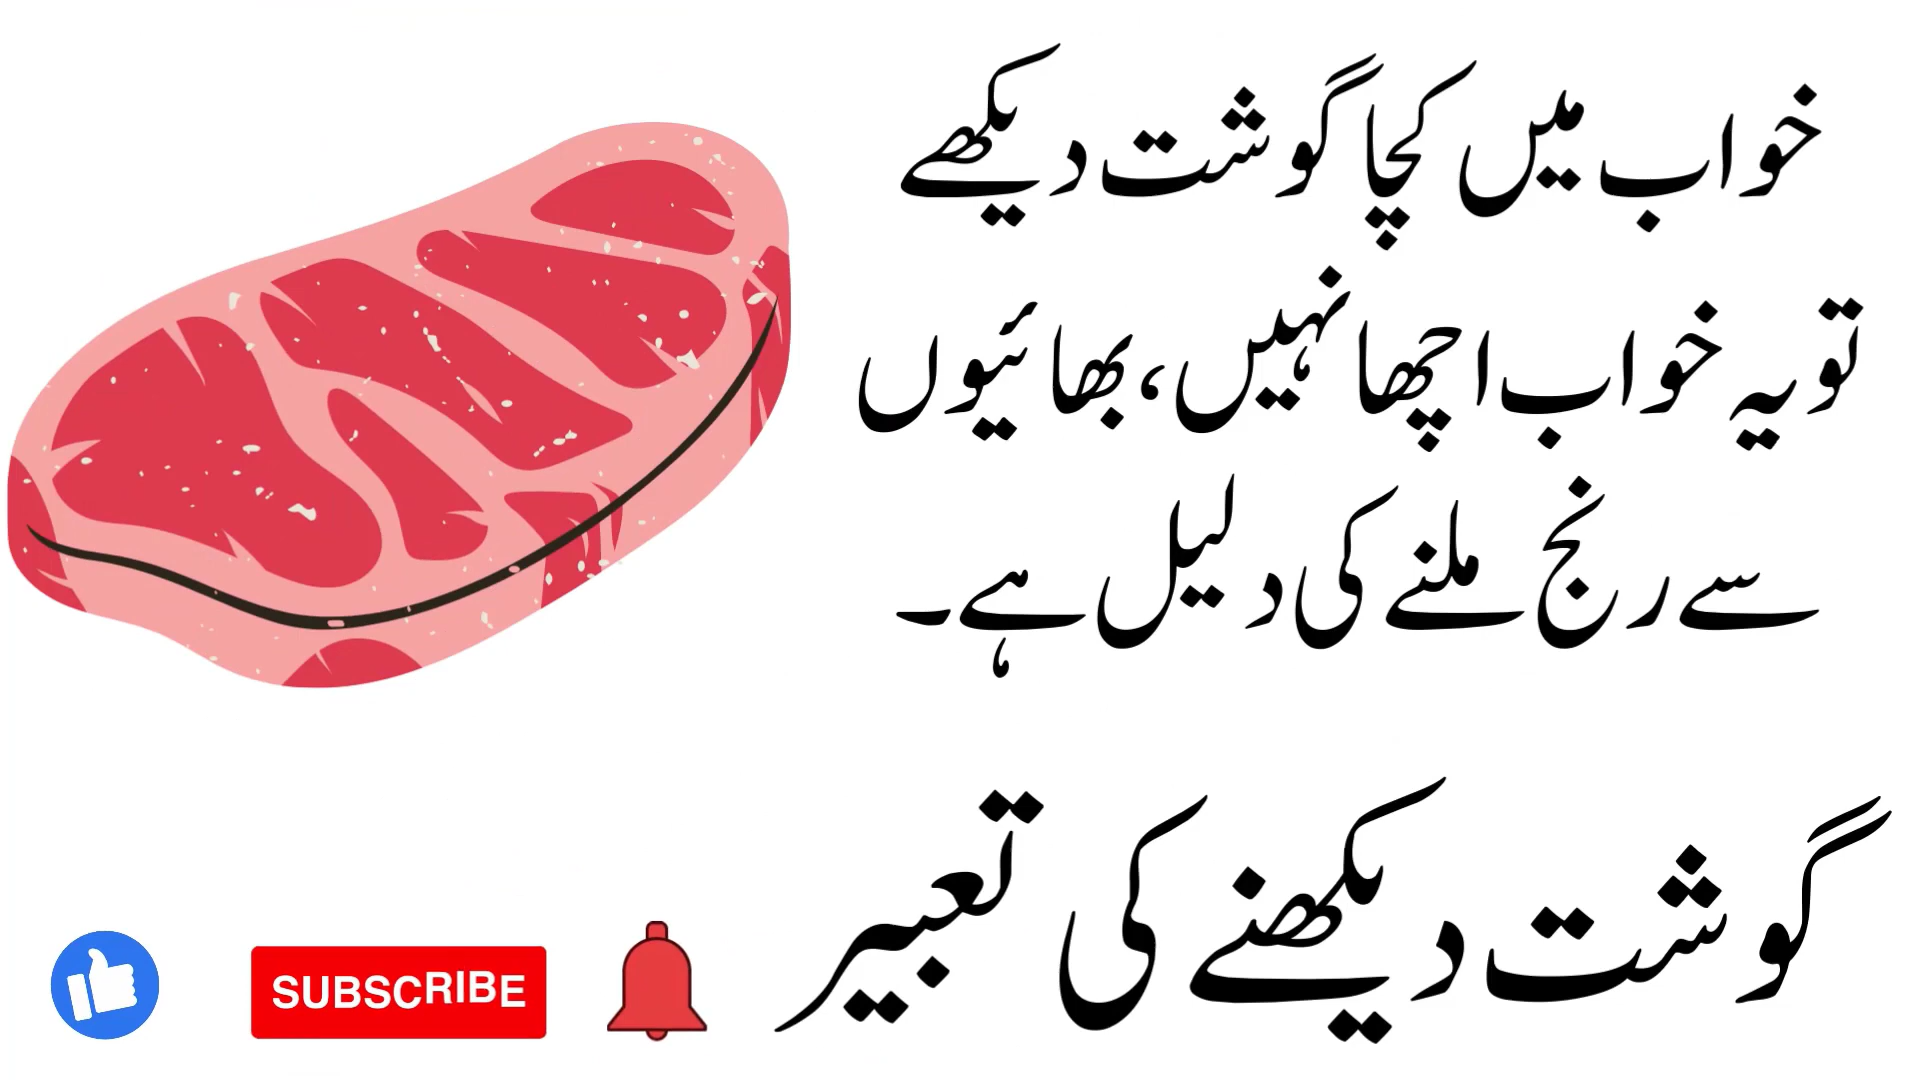 خواب میں کچا گوشت دیکھے
تو یہ خواب اچھا نہیں، بھائیوں
سے رنج ملنے کی دلیل ہے۔
گوشت دیکھنے کی تعبیر
SUBSCRIBE